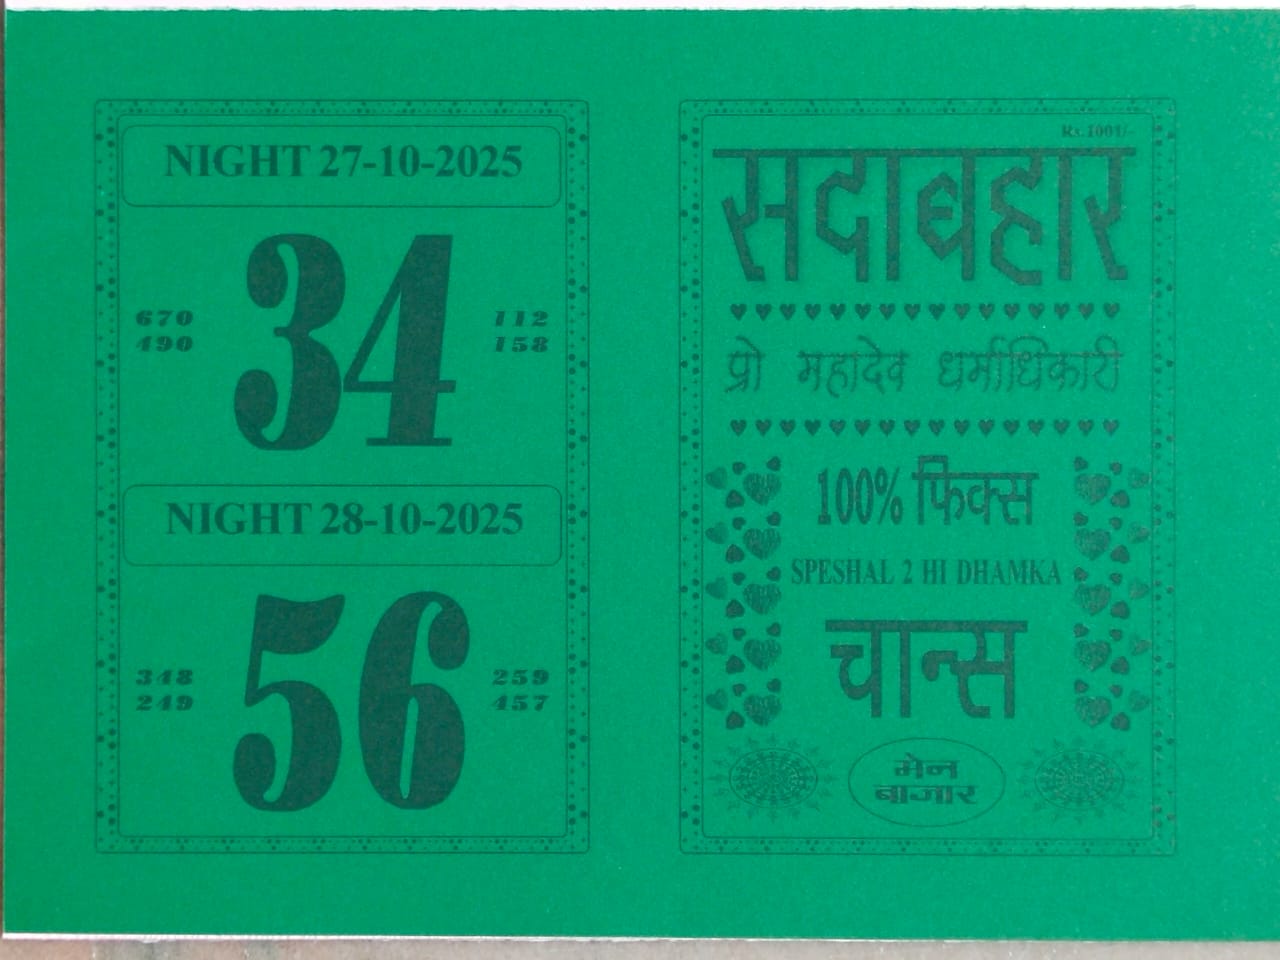 NIGHT 27-10-2025
34
670
490
112
158
NIGHT 28-10-2025
56
348
249
259
457
Rs.1001/-
सदाबहार
प्रो महादेव धर्माधिकारी
100% फिक्स
SPESHAL 2 HI DHAMKA
चान्स
मेन
बाजार